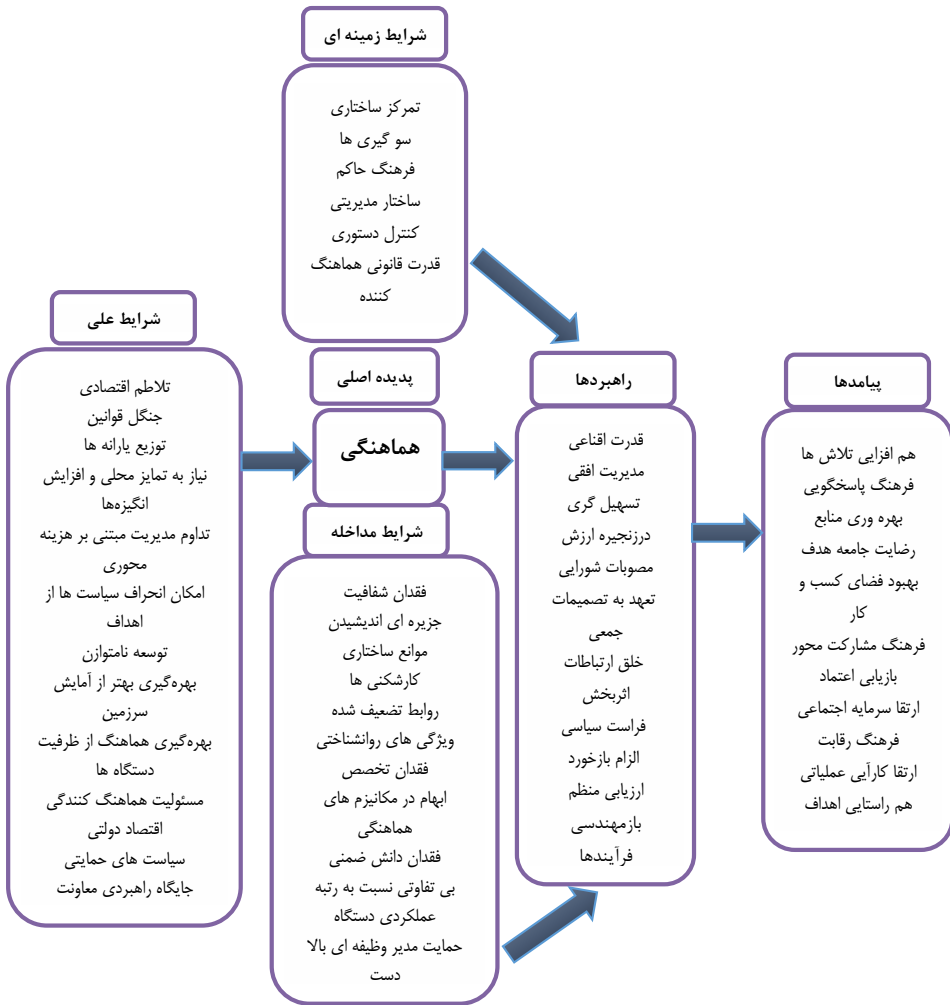 شرایط زمینه ای
تمرکز ساختاری
سو گیری ها
فرهنگ حاکم
ساختار مدیریتی
کنترل دستوری
قدرت قانونی هماهنگ
کننده
شرایط علی
تلاطم اقتصادی
جنگل قوانین
توزیع یارانه ها
نیاز به تمایز محلی و افزایش
انگیزه‌ها
تداوم مدیریت مبتنی بر هزینه
محوری
امکان انحراف سیاست ها از
اهداف
توسعه نامتوازن
بهره‌گیری بهتر از آمایش
سرزمین
بهره‌گیری هماهنگ از ظرفیت
دستگاه ها
مسئولیت هماهنگ کنندگی
اقتصاد دولتی
سیاست های حمایتی
جایگاه راهبردی معاونت
پدیده اصلی
هماهنگی
شرایط مداخله
فقدان شفافیت
جزیره ای اندیشیدن
موانع ساختاری
کارشکنی ها
روابط تضعیف شده
ویژگی های روانشناختی
فقدان تخصص
ابهام در مکانیزم های
هماهنگی
فقدان دانش ضمنی
بی تفاوتی نسبت به رتبه
عملکردی دستگاه
حمایت مدیر وظیفه ای بالا
دست
راهبردها
قدرت اقناعی
مدیریت افقی
تسهیل گری
درزنجیره ارزش
مصوبات شورایی
تعهد به تصمیمات
جمعی
خلق ارتباطات
اثربخش
فراست سیاسی
الزام بازخورد
ارزیابی منظم
بازمهندسی
فرآیندها
پیامدها
هم افزایی تلاش ها
فرهنگ پاسخگویی
بهره وری منابع
رضایت جامعه هدف
بهبود فضای کسب و
کار
فرهنگ مشارکت محور
بازیابی اعتماد
ارتقا سرمایه اجتماعی
فرهنگ رقابت
ارتقا کارآیی عملیاتی
هم راستایی اهداف